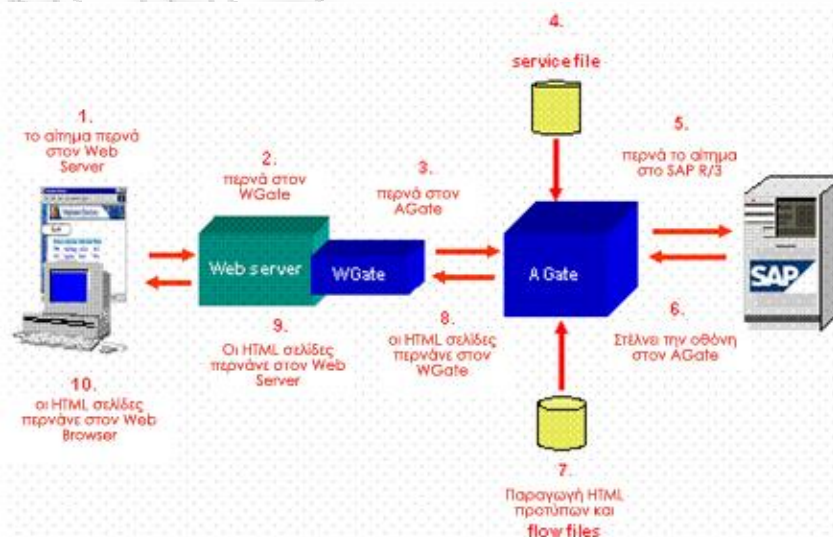 1.
το αίτημα περνά
στον Web
Server
2.
περνά στον
WGate
3.
περνά στον
AGate
4.
service file
5.
περνά το αίτημα
στο SAP R/3
Web server
WGate
A Gate
SAP
6.
Στέλνει την οθόνη
στον AGate
7.
Παραγωγή HTML
προτύπων και
flow files
8.
οι HTML σελίδες
περνάνε στον
WGate
9.
Οι HTML σελίδες
περνάνε στον Web
Server
10.
οι HTML σελίδες
περνάνε στον Web
Browser